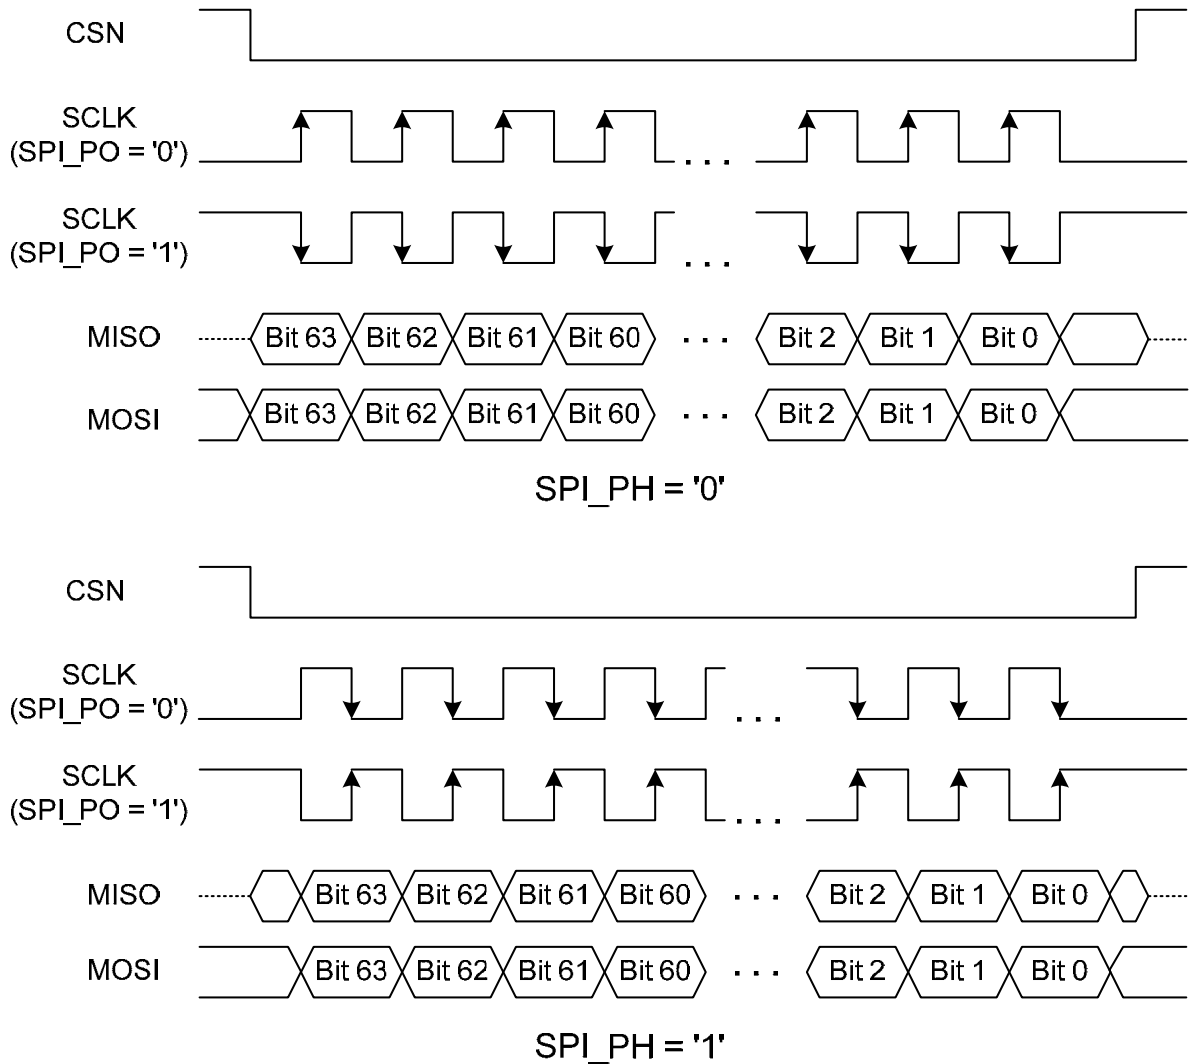 CSN
SCLK
(SPI_PO = '0')
. . .
SCLK
(SPI_PO = '1')
. . .
MISO Bit 63 Bit 62 Bit 61 Bit 60 . . . Bit 2 Bit 1 Bit 0
MOSI Bit 63 Bit 62 Bit 61 Bit 60 . . . Bit 2 Bit 1 Bit 0
SPI_PH = '0'
CSN
SCLK
(SPI_PO = '0')
. . .
SCLK
(SPI_PO = '1')
. . .
MISO Bit 63 Bit 62 Bit 61 Bit 60 . . . Bit 2 Bit 1 Bit 0
MOSI Bit 63 Bit 62 Bit 61 Bit 60 . . . Bit 2 Bit 1 Bit 0
SPI_PH = '1'